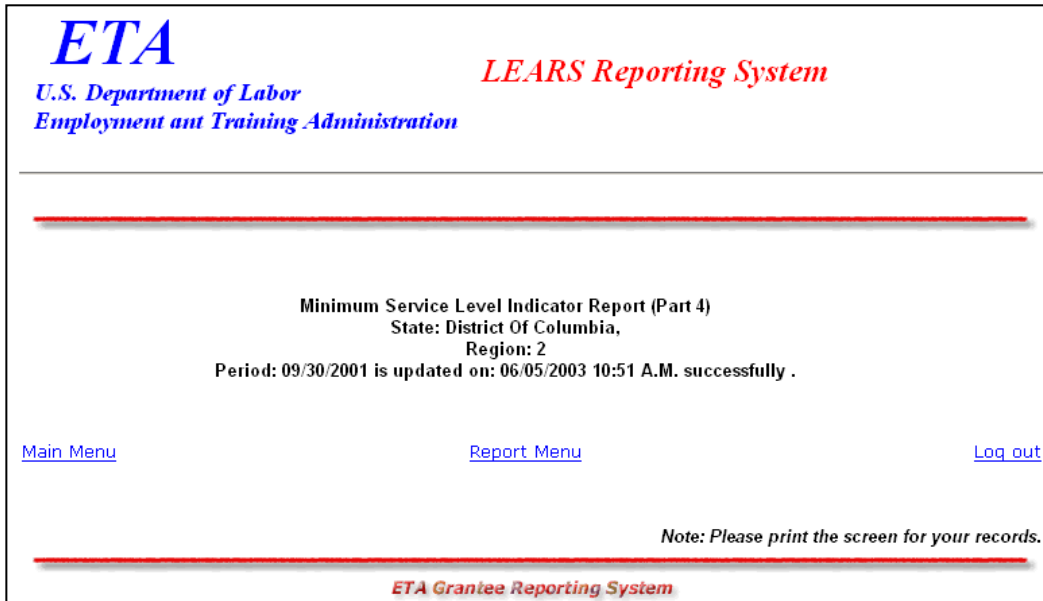 ETA
LEARS Reporting System
U.S. Department of Labor
Employment ant Training Administration
Minimum Service Level Indicator Report (Part 4)
State: District Of Columbia,
Region: 2
Period: 09/30/2001 is updated on: 06/05/2003 10:51 A.M. successfully .
Main Menu Report Menu Log out
Note: Please print the screen for your records.
ETA Grantee Reporting System